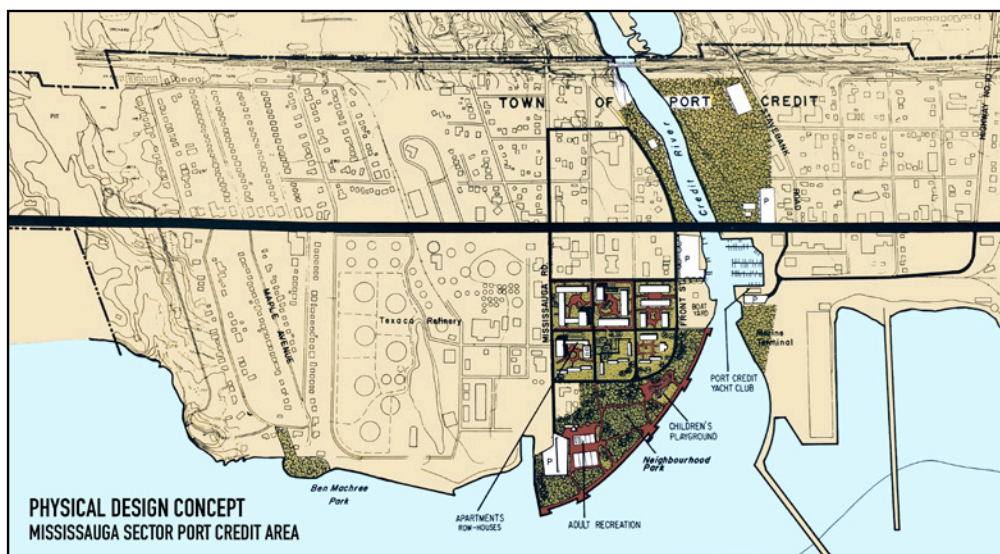 TOWN OF PORT CREDIT
STAVEBANK
ROAD
Credit River
P
MISSISSAUGA RD.
FRONT ST.
P
BOAT
YARD
P
Marine
Terminal
MAPLE AVENUE
Texaco Refinery
PORT CREDIT
YACHT CLUB
CHILDREN'S
PLAYGROUND
Neighbourhood
Park
P
Ben Machree
Park
APARTMENTS
ROW-HOUSES
ADULT RECREATION
PHYSICAL DESIGN CONCEPT
MISSISSAUGA SECTOR PORT CREDIT AREA